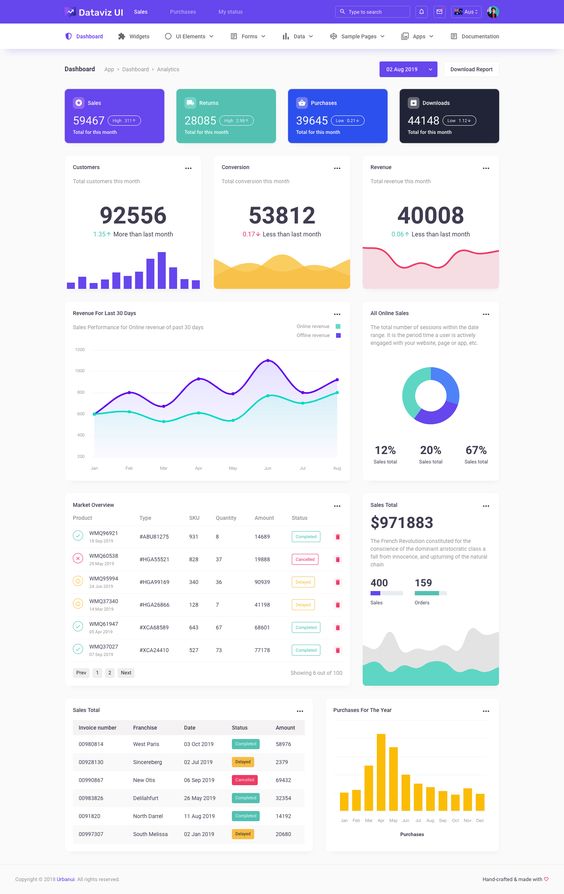 Dataviz UI Sales Purchases My status Type to search Aus
Dashboard Widgets UI Elements Forms Data Sample Pages Apps Documentation
Dashboard App Dashboard Analytics 02 Aug 2019 Download Report
Sales Returns Purchases Downloads
59467 High 311 ↑ 28085 High 2.98 ↑ 39645 Low 0.21 ↓ 44148 Low 1.12 ↓
Total for this month Total for this month Total for this month Total for this month
Customers ... Conversion ... Revenue ...
Total customers this month Total conversion this month Total revenue this month
92556 53812 40008
1.35 ↑ More than last month 0.17 ↓ Less than last month 0.06 ↑ Less than last month
Revenue For Last 30 Days ...
Sales Performance for Online revenue of past 30 days
Online revenue
Offline revenue
1200
1000
800
600
400
200
Jan Feb Mar Apr May Jun Jul Aug
All Online Sales
The total number of sessions within the date
range. It is the period time a user is actively
engaged with your website, page or app, etc.
12% 20% 67%
Sales total Sales total Sales total
Market Overview ...
Product Type SKU Quantity Amount Status
WMQ96921 #ABU81275 931 8 14689 Completed
WMQ60538 #HGA55521 828 37 19888 Cancelled
25 May 2019
WMQ95994 #HGA99169 340 36 90939 Delayed
24 Jun 2019
WMQ37340 #HGA26866 128 7 41198 Delayed
14 Mar 2019
WMQ61947 #XCA68589 643 67 68601 Completed
05 Apr 2019
WMQ37027 #XCA24410 527 73 77178 Completed
07 Sep 2019
Prev 1 2 Next Showing 6 out of 100
Sales Total ...
$971883
The French Revolution constituted for the
conscience of the dominant aristocratic class a
fall from innocence, and upturning of the natural
chain
400 159
Sales Orders
Sales Total ...
Invoice number Franchise Date Status Amount
00980814 West Paris 03 Oct 2019 Completed 58976
00928130 Sincereberg 02 Jul 2019 Delayed 2379
00990867 New Otis 06 Sep 2019 Cancelled 69432
00983826 Delilahfurt 26 May 2019 Completed 32354
0091820 North Darrel 11 Aug 2019 Completed 14192
00997307 South Melissa 02 Jan 2019 Delayed 20680
Purchases For The Year ...
Jan Feb Mar Apr May Jun Jul Aug Sep Oct Nov Dec
Purchases
Copyright © 2019 Urbanui. All rights reserved. Hand-crafted & made with